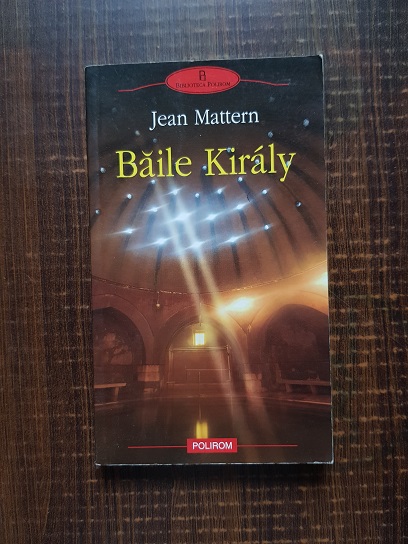 BIBLIOTECA POLIROM
Jean Mattern
Băile Király
POLIROM